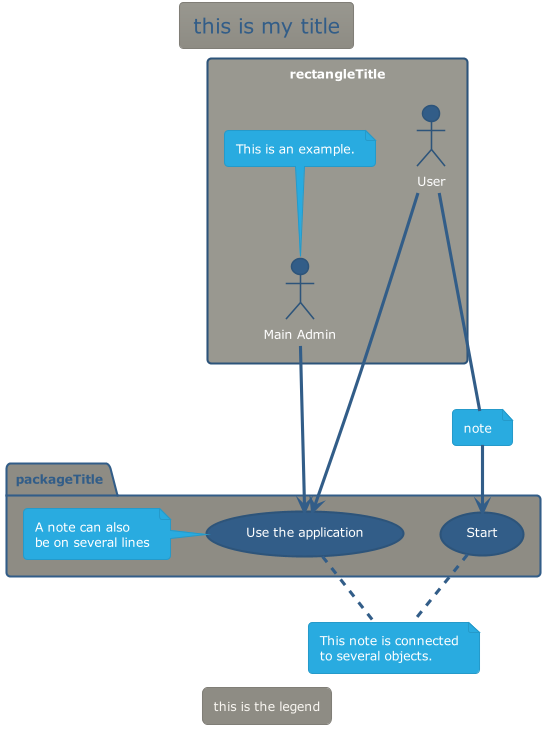 this is my title
rectangleTitle
This is an example.
User
Main Admin
note
packageTitle
A note can also
be on several lines
Use the application
Start
This note is connected
to several objects.
this is the legend